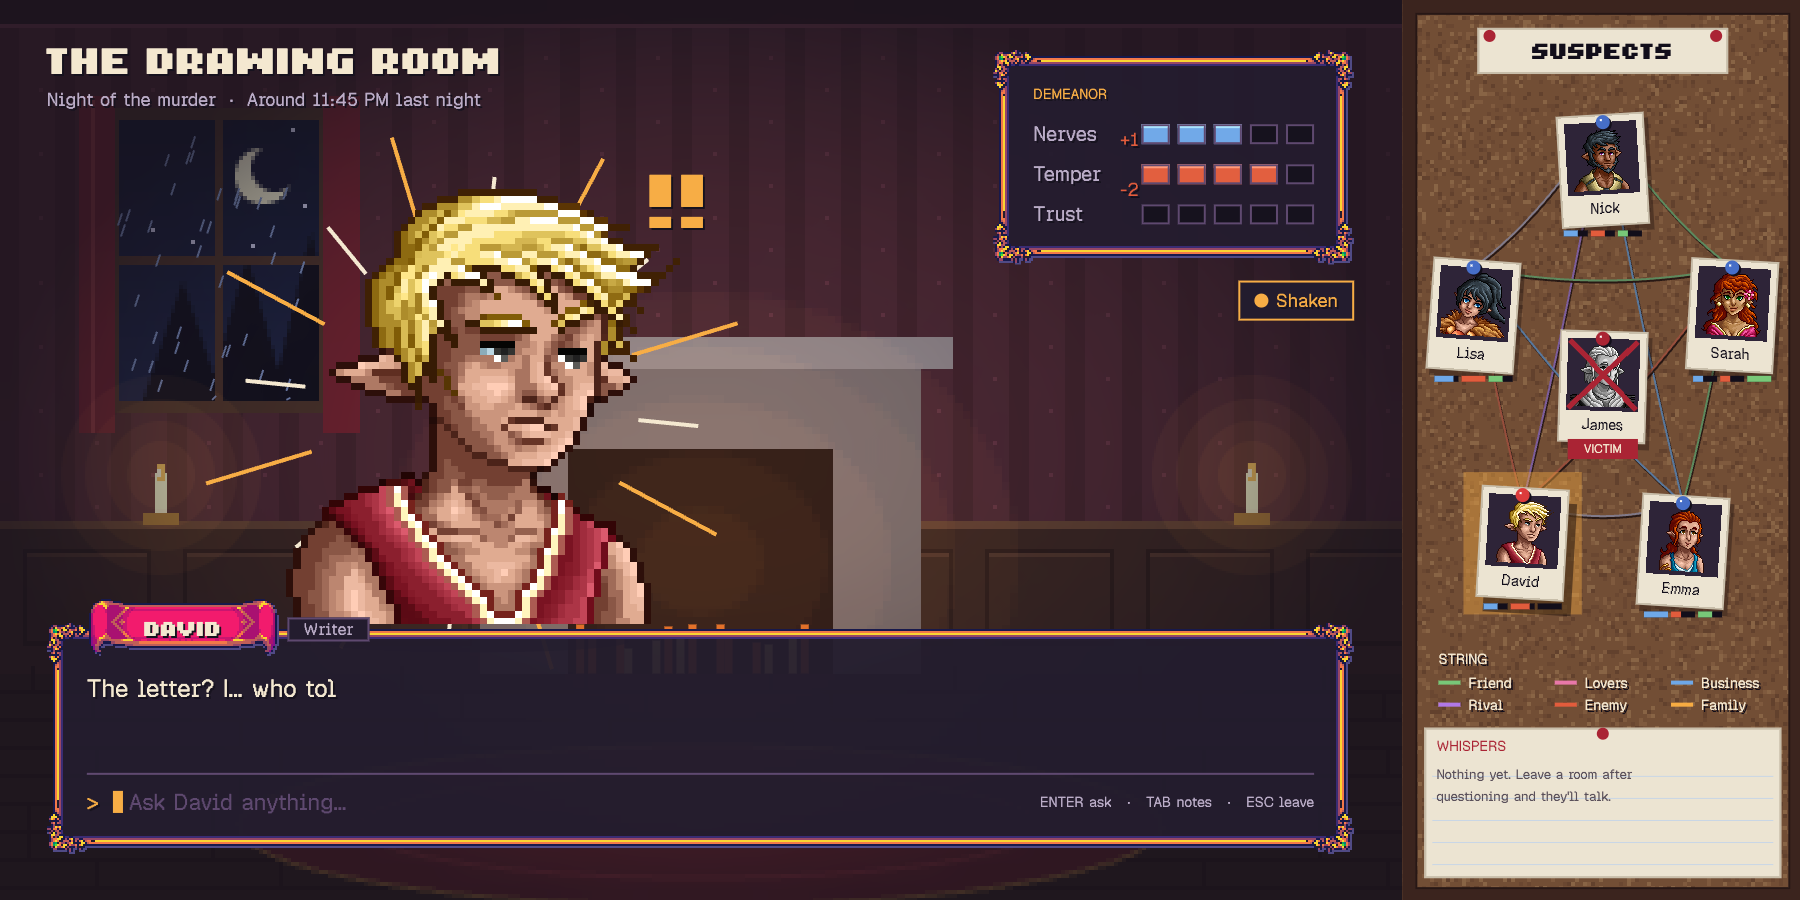 THE DRAWING ROOM
Night of the murder · Around 11:45 PM last night
DEMEANOR
Nerves +1
Temper -2
Trust
Shaken
!!
DAVID
Writer
The letter? I... who tol
> Ask David anything...
ENTER ask · TAB notes · ESC leave
SUSPECTS
Nick
Lisa
Sarah
James
VICTIM
David
Emma
STRING
Friend Lovers Business
Rival Enemy Family
WHISPERS
Nothing yet. Leave a room after
questioning and they'll talk.